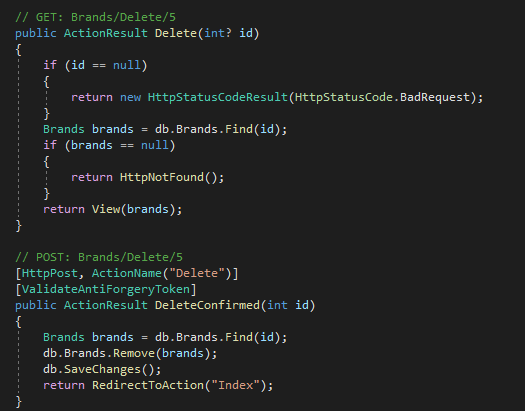 // GET: Brands/Delete/5
public ActionResult Delete(int? id)
{
    if (id == null)
    {
        return new HttpStatusCodeResult(HttpStatusCode.BadRequest);
    }
    Brands brands = db.Brands.Find(id);
    if (brands == null)
    {
        return HttpNotFound();
    }
    return View(brands);
}

// POST: Brands/Delete/5
[HttpPost, ActionName("Delete")]
[ValidateAntiForgeryToken]
public ActionResult DeleteConfirmed(int id)
{
    Brands brands = db.Brands.Find(id);
    db.Brands.Remove(brands);
    db.SaveChanges();
    return RedirectToAction("Index");
}